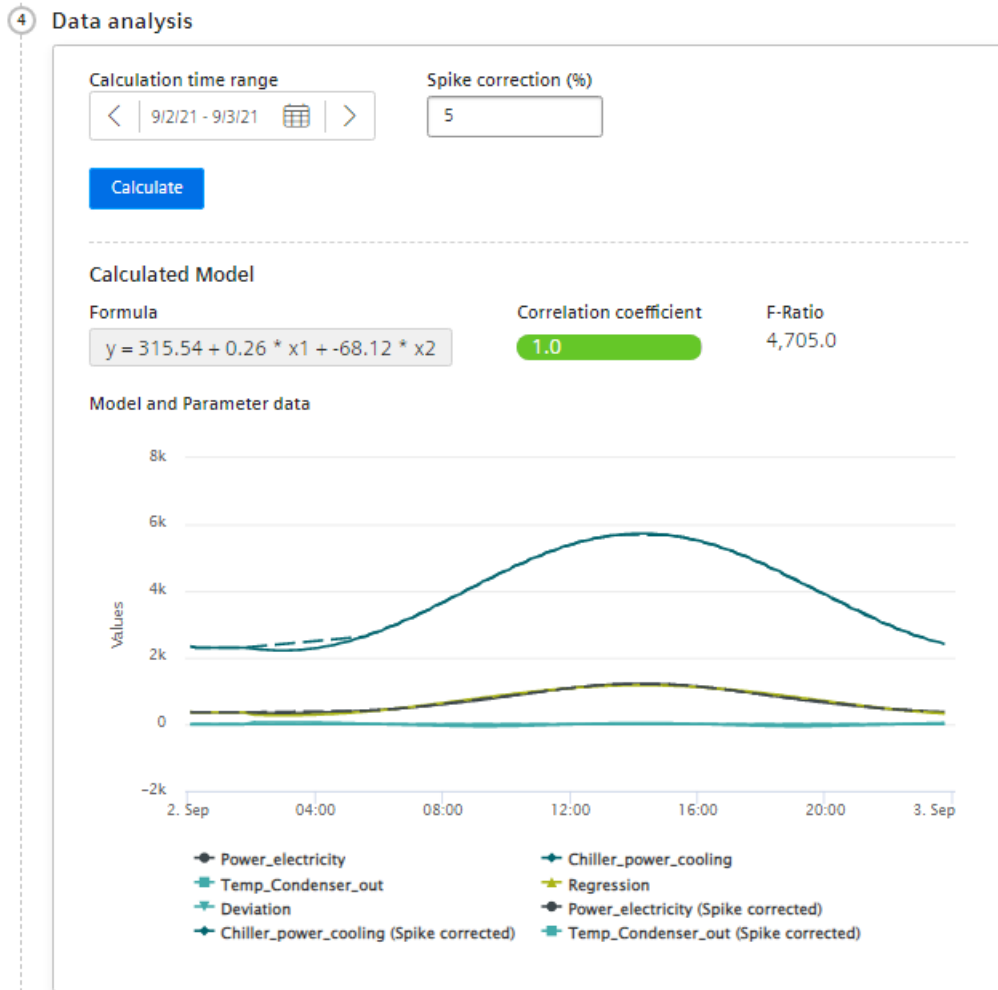 4 Data analysis
Calculation time range Spike correction (%)
9/2/21 - 9/3/21 5
Calculate
Calculated Model
Formula Correlation coefficient F-Ratio
y = 315.54 + 0.26 * x1 + -68.12 * x2 1.0 4,705.0
Model and Parameter data
8k
6k
4k
2k
0
−2k
Values
2. Sep 04:00 08:00 12:00 16:00 20:00 3. Sep
Power_electricity Chiller_power_cooling
Temp_Condenser_out Regression
Deviation Power_electricity (Spike corrected)
Chiller_power_cooling (Spike corrected) Temp_Condenser_out (Spike corrected)